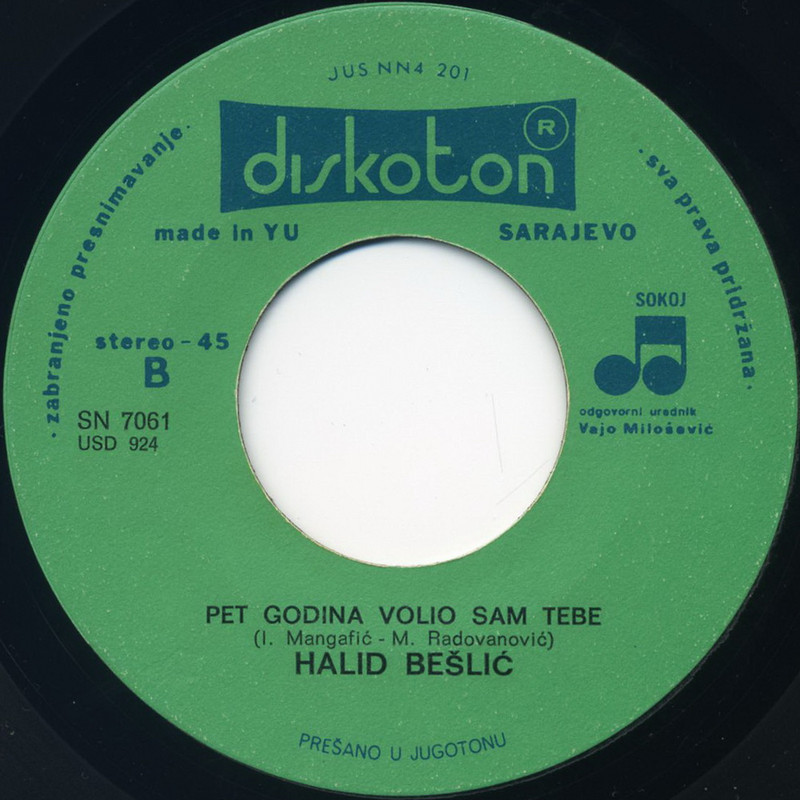 JUS NN4 201
diskoton ®
made in YU
SARAJEVO
· zabranjeno presnimavanje ·
· sva prava pridržana ·
SOKOJ
stereo - 45
B
SN 7061
USD 924
odgovorni urednik
Vajo Milošević
PET GODINA VOLIO SAM TEBE
(I. Mangafić - M. Radovanović)
HALID BEŠLIĆ
PREŠANO U JUGOTONU